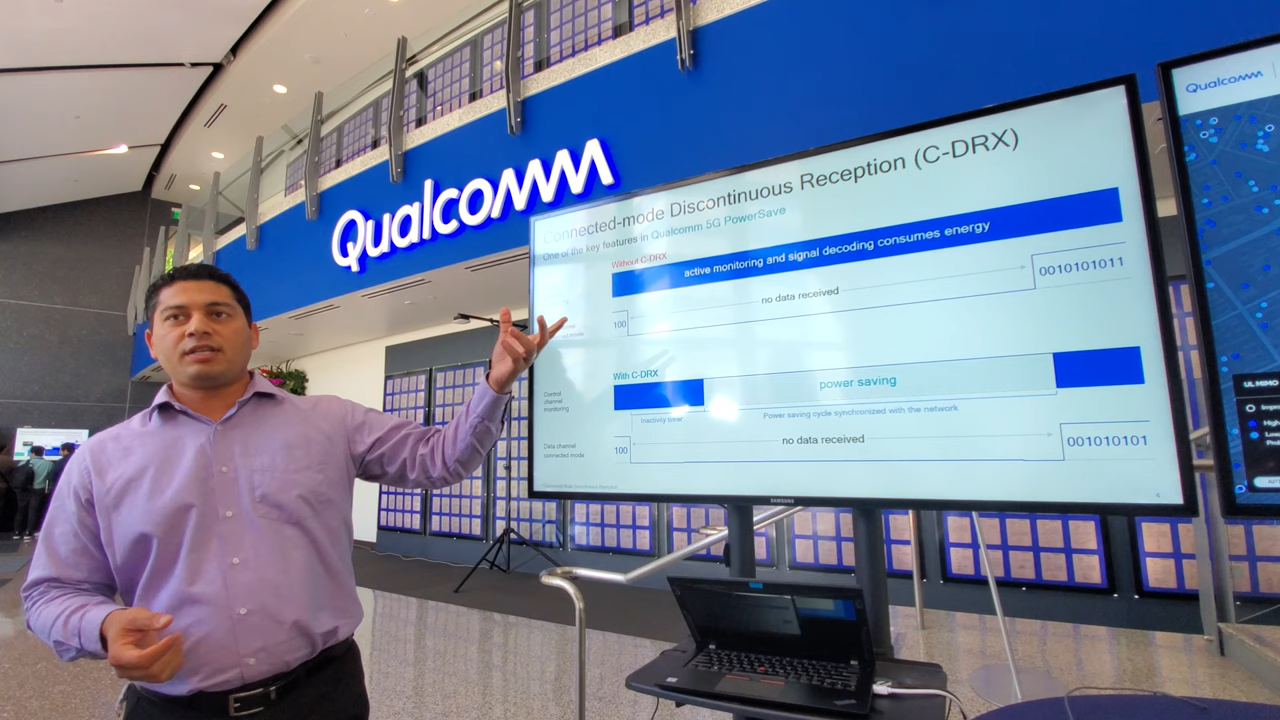 Qualcomm
Connected-mode Discontinuous Reception (C-DRX)
One of the key features in Qualcomm 5G PowerSave
Without C-DRX
active monitoring and signal decoding consumes energy
no data received
0010101011
100
With C-DRX
Control
channel
monitoring
power saving
Inactivity timer
Power saving cycle synchronized with the network
Data channel
connected mode
100
no data received
001010101
SAMSUNG
Qualcomm
UL MIMO